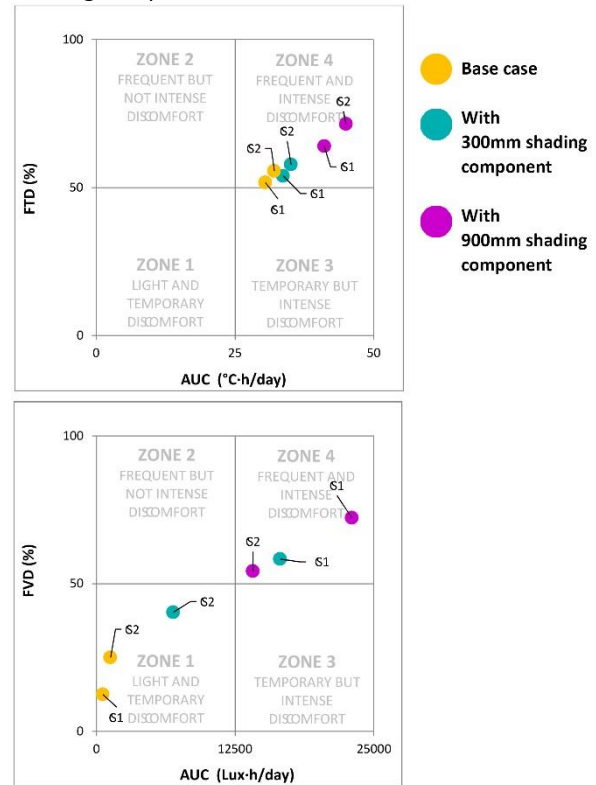 100
ZONE 2
FREQUENT BUT
NOT INTENSE
DISCOMFORT
ZONE 4
FREQUENT AND
INTENSE
DISCOMFORT
S2
S2
S2
S1
S1
S1
50
FTD (%)
ZONE 1
LIGHT AND
TEMPORARY
DISCOMFORT
ZONE 3
TEMPORARY BUT
INTENSE
DISCOMFORT
0
0
25
50
AUC (°C·h/day)
Base case
With
300mm shading
component
With
900mm shading
component
100
ZONE 2
FREQUENT BUT
NOT INTENSE
DISCOMFORT
ZONE 4
FREQUENT AND
INTENSE
DISCOMFORT
S1
S2
S1
50
FVD (%)
S2
S2
S1
ZONE 1
LIGHT AND
TEMPORARY
DISCOMFORT
ZONE 3
TEMPORARY BUT
INTENSE
DISCOMFORT
0
0
12500
25000
AUC (Lux·h/day)